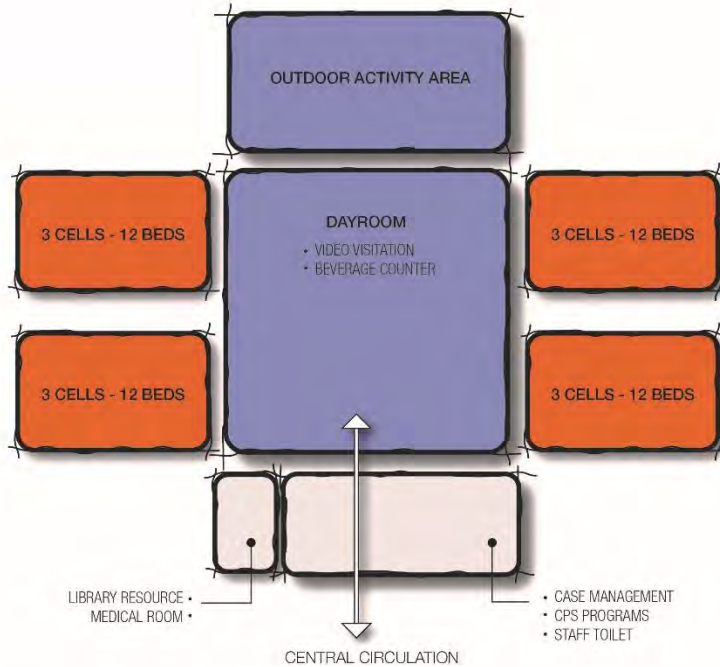 OUTDOOR ACTIVITY AREA
3 CELLS - 12 BEDS
DAYROOM
• VIDEO VISITATION
• BEVERAGE COUNTER
3 CELLS - 12 BEDS
3 CELLS - 12 BEDS
3 CELLS - 12 BEDS
LIBRARY RESOURCE •
MEDICAL ROOM •
• CASE MANAGEMENT
• CPS PROGRAMS
• STAFF TOILET
CENTRAL CIRCULATION